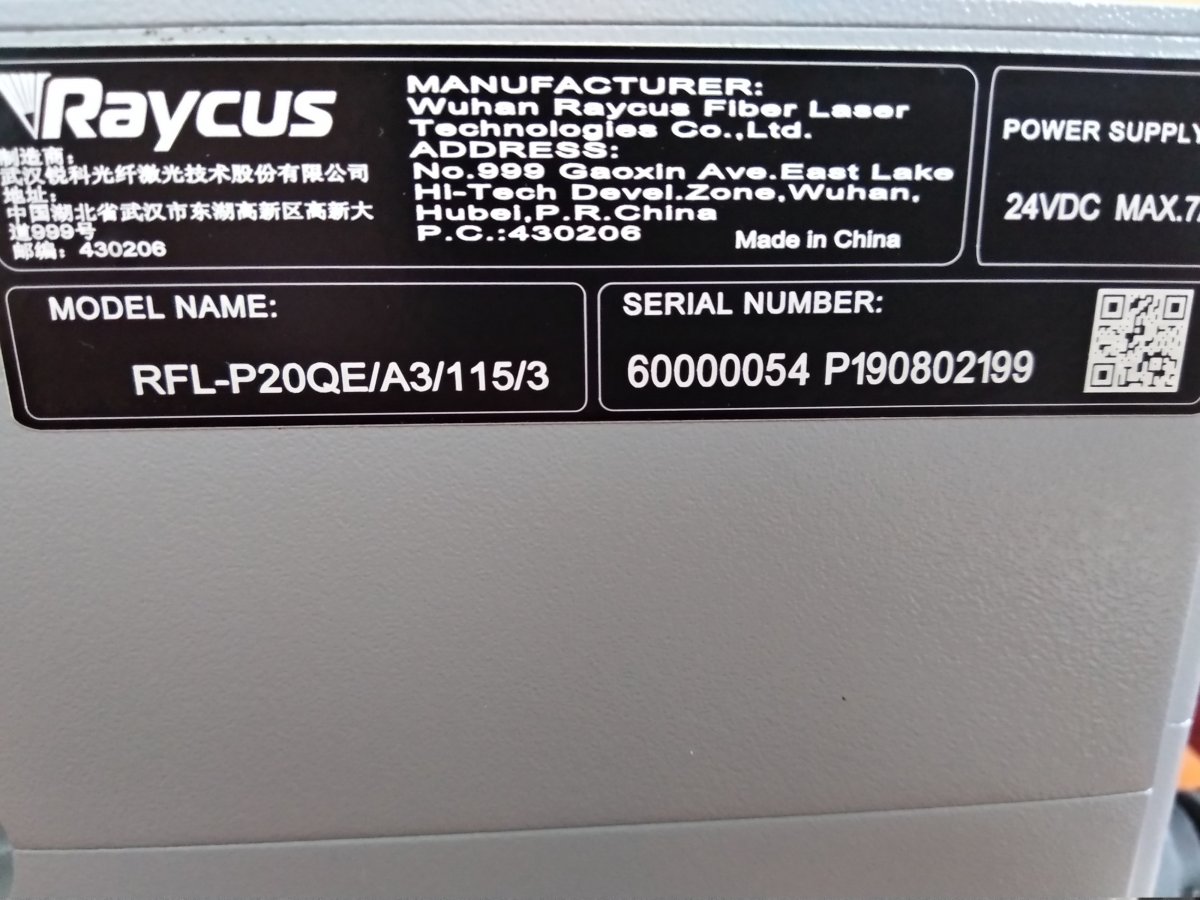 Raycus
制造商:
武汉锐科光纤激光技术股份有限公司
地址:
中国湖北省武汉市东湖高新区高新大
道999号
邮编: 430206
MANUFACTURER:
Wuhan Raycus Fiber Laser
Technologies Co.,Ltd.
ADDRESS:
No.999 Gaoxin Ave.East Lake
Hi-Tech Devel.Zone,Wuhan,
Hubei,P.R.China
P.C.:430206
Made in China
POWER SUPPLY
24VDC MAX.7
MODEL NAME:
RFL-P20QE/A3/115/3
SERIAL NUMBER:
60000054 P190802199